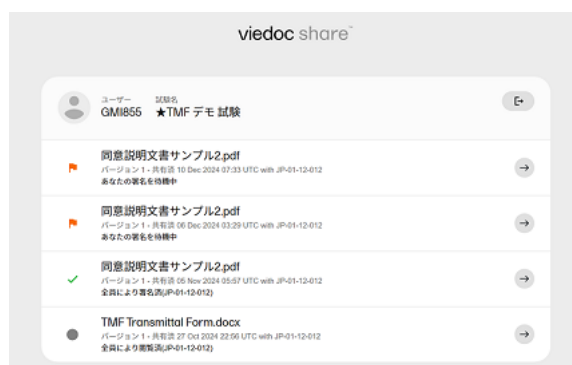 viedoc share™
ユーザー 試験名
GMI855 ★TMF デモ 試験
同意説明文書サンプル2.pdf
バージョン 1 - 共有済 10 Dec 2024 07:33 UTC with JP-01-12-012
あなたの署名を待機中
同意説明文書サンプル2.pdf
バージョン 1 - 共有済 06 Dec 2024 03:29 UTC with JP-01-12-012
あなたの署名を待機中
同意説明文書サンプル2.pdf
バージョン 1 - 共有済 05 Nov 2024 05:57 UTC with JP-01-12-012
全員により署名済(JP-01-12-012)
TMF Transmittal Form.docx
バージョン 1 - 共有済 27 Oct 2024 22:56 UTC with JP-01-12-012
全員により閲覧済(JP-01-12-012)